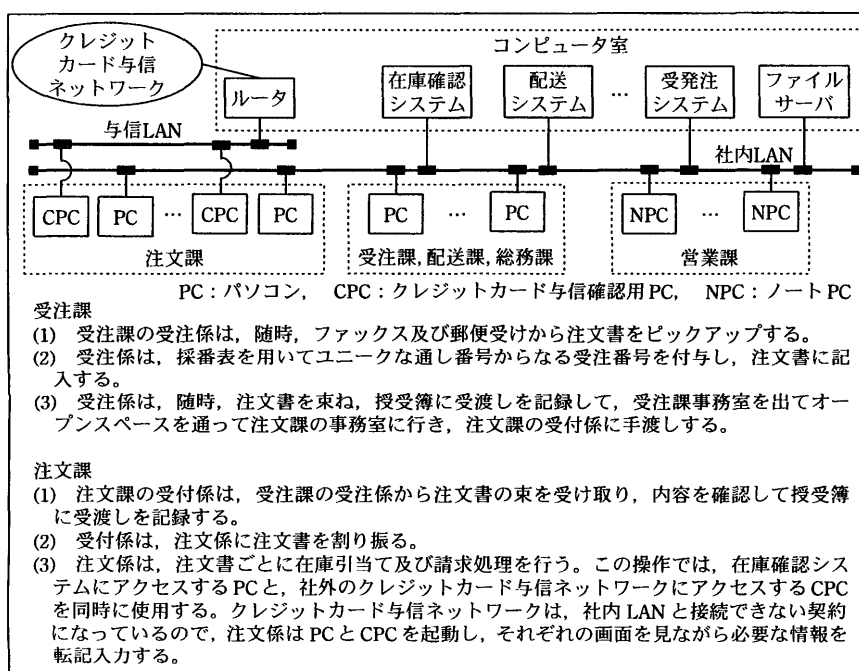 クレジット
カード与信
ネットワーク
コンピュータ室
ルータ
在庫確認
システム
配送
システム
…
受発注
システム
ファイル
サーバ
与信LAN
社内LAN
CPC
PC
…
CPC
PC
PC
…
PC
NPC
…
NPC
注文課
受注課,配送課,総務課
営業課
PC:パソコン, CPC:クレジットカード与信確認用PC, NPC:ノートPC
受注課
(1) 受注課の受注係は,随時,ファックス及び郵便受けから注文書をピックアップする。
(2) 受注係は,採番表を用いてユニークな通し番号からなる受注番号を付与し,注文書に記
入する。
(3) 受注係は,随時,注文書を束ね,授受簿に受渡しを記録して,受注課事務室を出てオー
プンスペースを通って注文課の事務室に行き,注文課の受付係に手渡しする。
注文課
(1) 注文課の受付係は,受注課の受注係から注文書の束を受け取り,内容を確認して授受簿
に受渡しを記録する。
(2) 受付係は,注文係に注文書を割り振る。
(3) 注文係は,注文書ごとに在庫引当て及び請求処理を行う。この操作では,在庫確認シス
テムにアクセスするPCと,社外のクレジットカード与信ネットワークにアクセスするCPC
を同時に使用する。クレジットカード与信ネットワークは,社内LANと接続できない契約
になっているので,注文係はPCとCPCを起動し,それぞれの画面を見ながら必要な情報を
転記入力する。